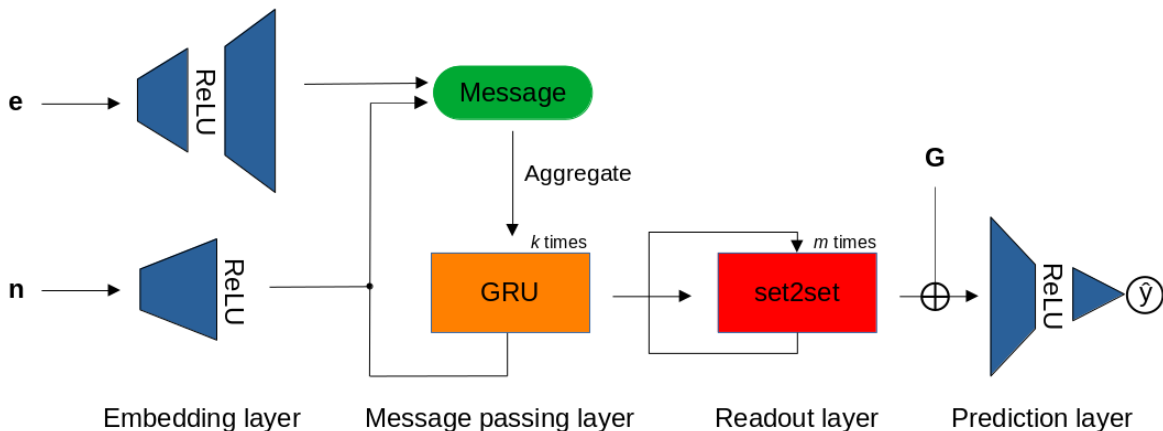 e
ReLU
Message
Aggregate
G
n
ReLU
k times
GRU
m times
set2set
ReLU
ŷ
Embedding layer
Message passing layer
Readout layer
Prediction layer